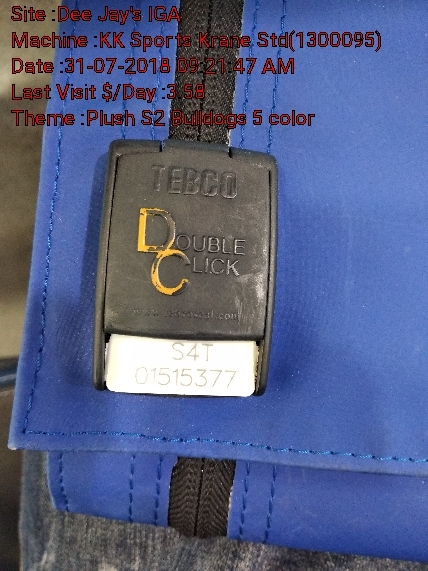 Site :Dee Jay's IGA
Machine :KK Sports Krane Std(1300095)
Date :31-07-2018 09:21:47 AM
Last Visit $/Day :3.58
Theme :Plush S2 Bulldogs 5 color
TEBCO
DOUBLE
CLICK
S4T
01515377